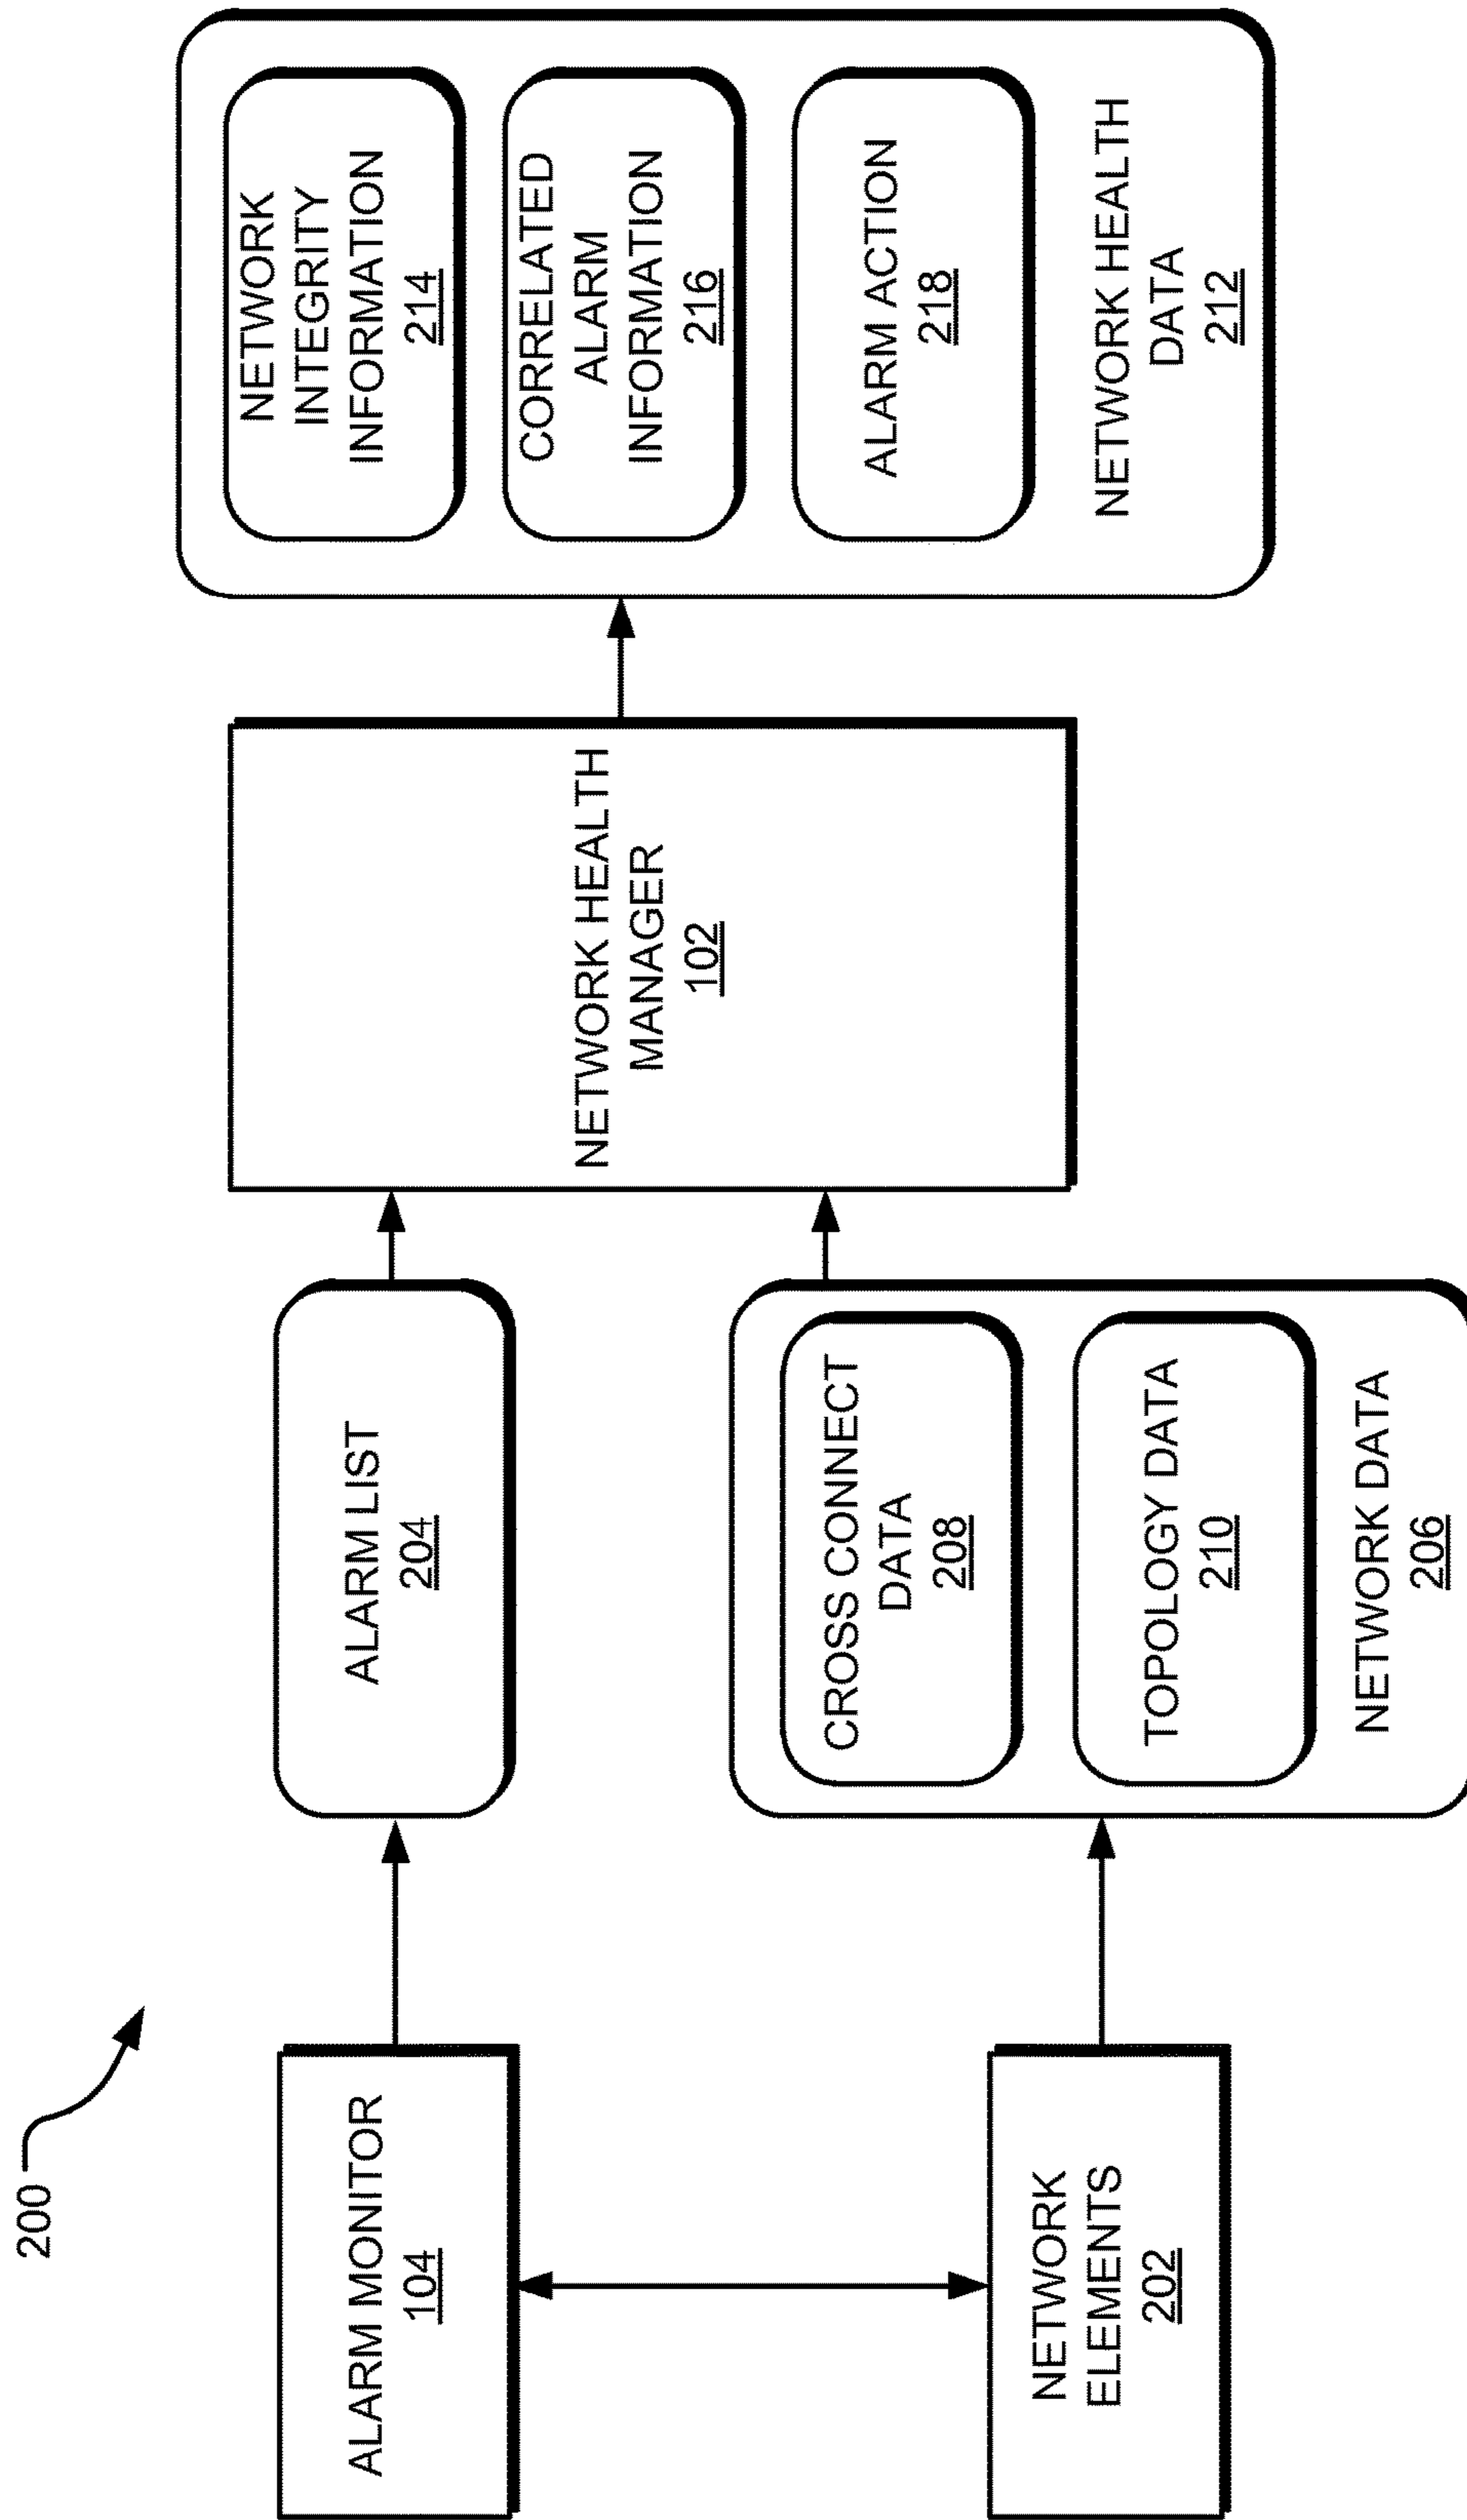 200
ALARM MONITOR
104
NETWORK
ELEMENTS
202
ALARM LIST
204
CROSS CONNECT
DATA
208
TOPOLOGY DATA
210
NETWORK DATA
206
NETWORK HEALTH
MANAGER
102
NETWORK
INTEGRITY
INFORMATION
214
CORRELATED
ALARM
INFORMATION
216
ALARM ACTION
218
NETWORK HEALTH
DATA
212